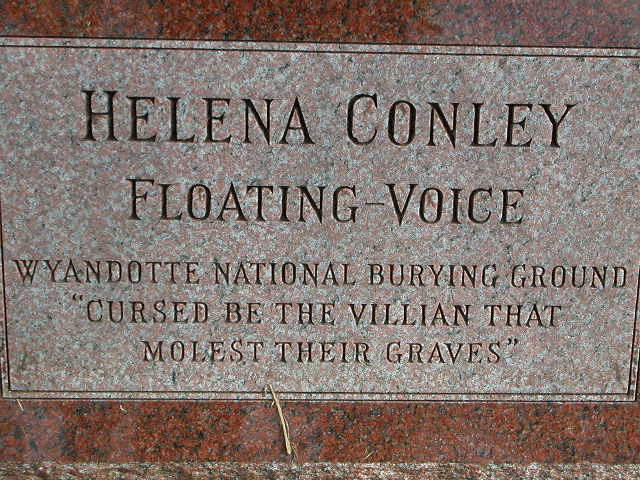 HELENA CONLEY
FLOATING-VOICE
WYANDOTTE NATIONAL BURYING GROUND
"CURSED BE THE VILLIAN THAT
MOLEST THEIR GRAVES"